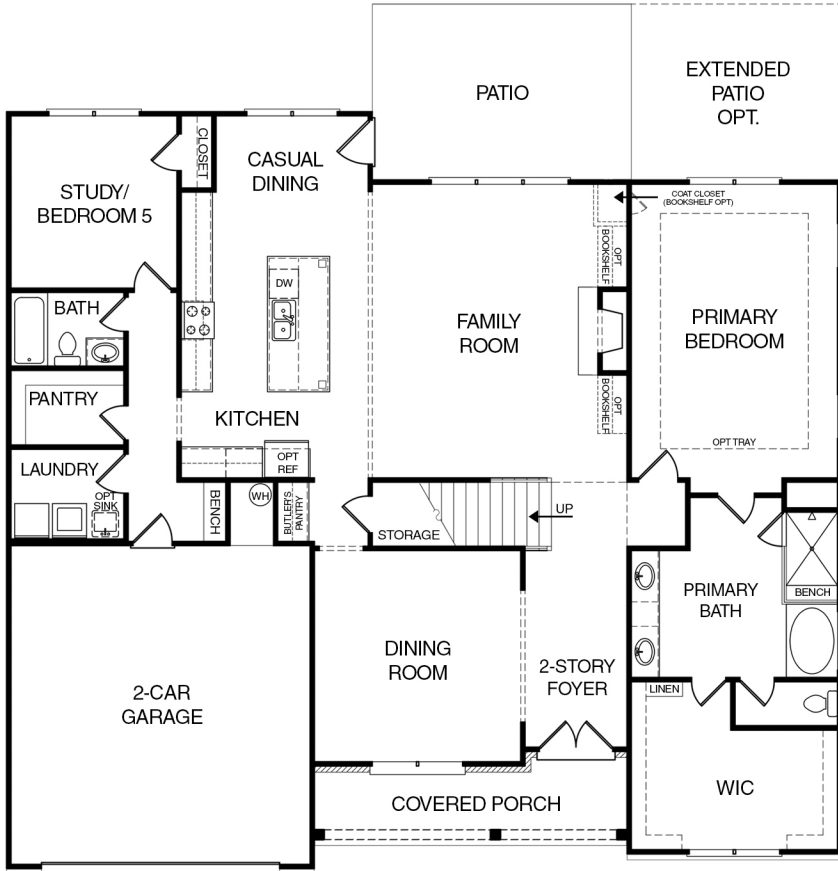 PATIO
EXTENDED
PATIO
OPT.
CLOSET
CASUAL
DINING
STUDY/
BEDROOM 5
COAT CLOSET
(BOOKSHELF OPT)
OPT
BOOKSHELF
DW
BATH
FAMILY
ROOM
PRIMARY
BEDROOM
PANTRY
KITCHEN
OPT
BOOKSHELF
OPT TRAY
LAUNDRY
OPT
REF
OPT
SINK
BENCH
WH
BUTLER'S
PANTRY
STORAGE
UP
PRIMARY
BATH
BENCH
DINING
ROOM
2-STORY
FOYER
LINEN
2-CAR
GARAGE
WIC
COVERED PORCH